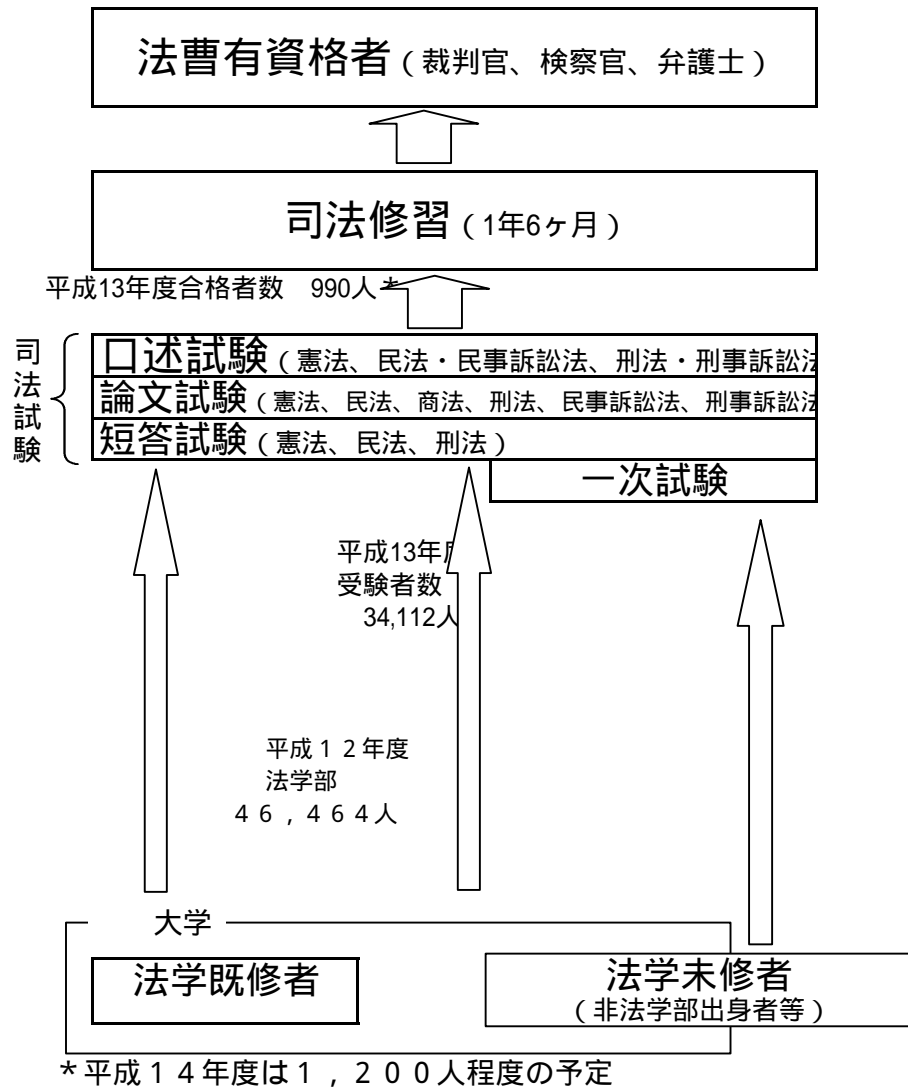 法曹有資格者（裁判官、検察官、弁護士）
司法修習（1年6ヶ月）
平成13年度合格者数　990人*
司法試験
口述試験（憲法、民法・民事訴訟法、刑法・刑事訴訟法
論文試験（憲法、民法、商法、刑法、民事訴訟法、刑事訴訟法
短答試験（憲法、民法、刑法）
一次試験
平成13年度
受験者数
34,112人
平成１２年度
法学部
４６，４６４人
大学
法学既修者
法学未修者
（非法学部出身者等）
*平成１４年度は１，２００人程度の予定